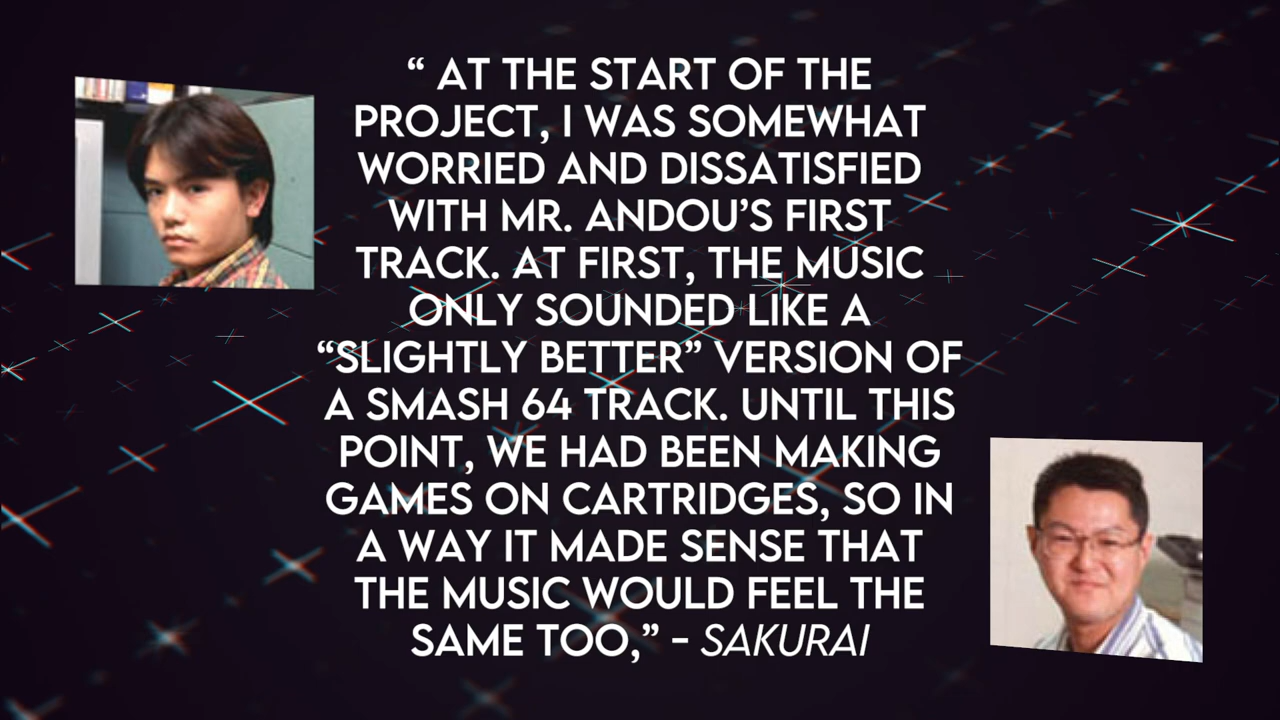 “ AT THE START OF THE
PROJECT, I WAS SOMEWHAT
WORRIED AND DISSATISFIED
WITH MR. ANDOU’S FIRST
TRACK. AT FIRST, THE MUSIC
ONLY SOUNDED LIKE A
“SLIGHTLY BETTER” VERSION OF
A SMASH 64 TRACK. UNTIL THIS
POINT, WE HAD BEEN MAKING
GAMES ON CARTRIDGES, SO IN
A WAY IT MADE SENSE THAT
THE MUSIC WOULD FEEL THE
SAME TOO,” - SAKURAI